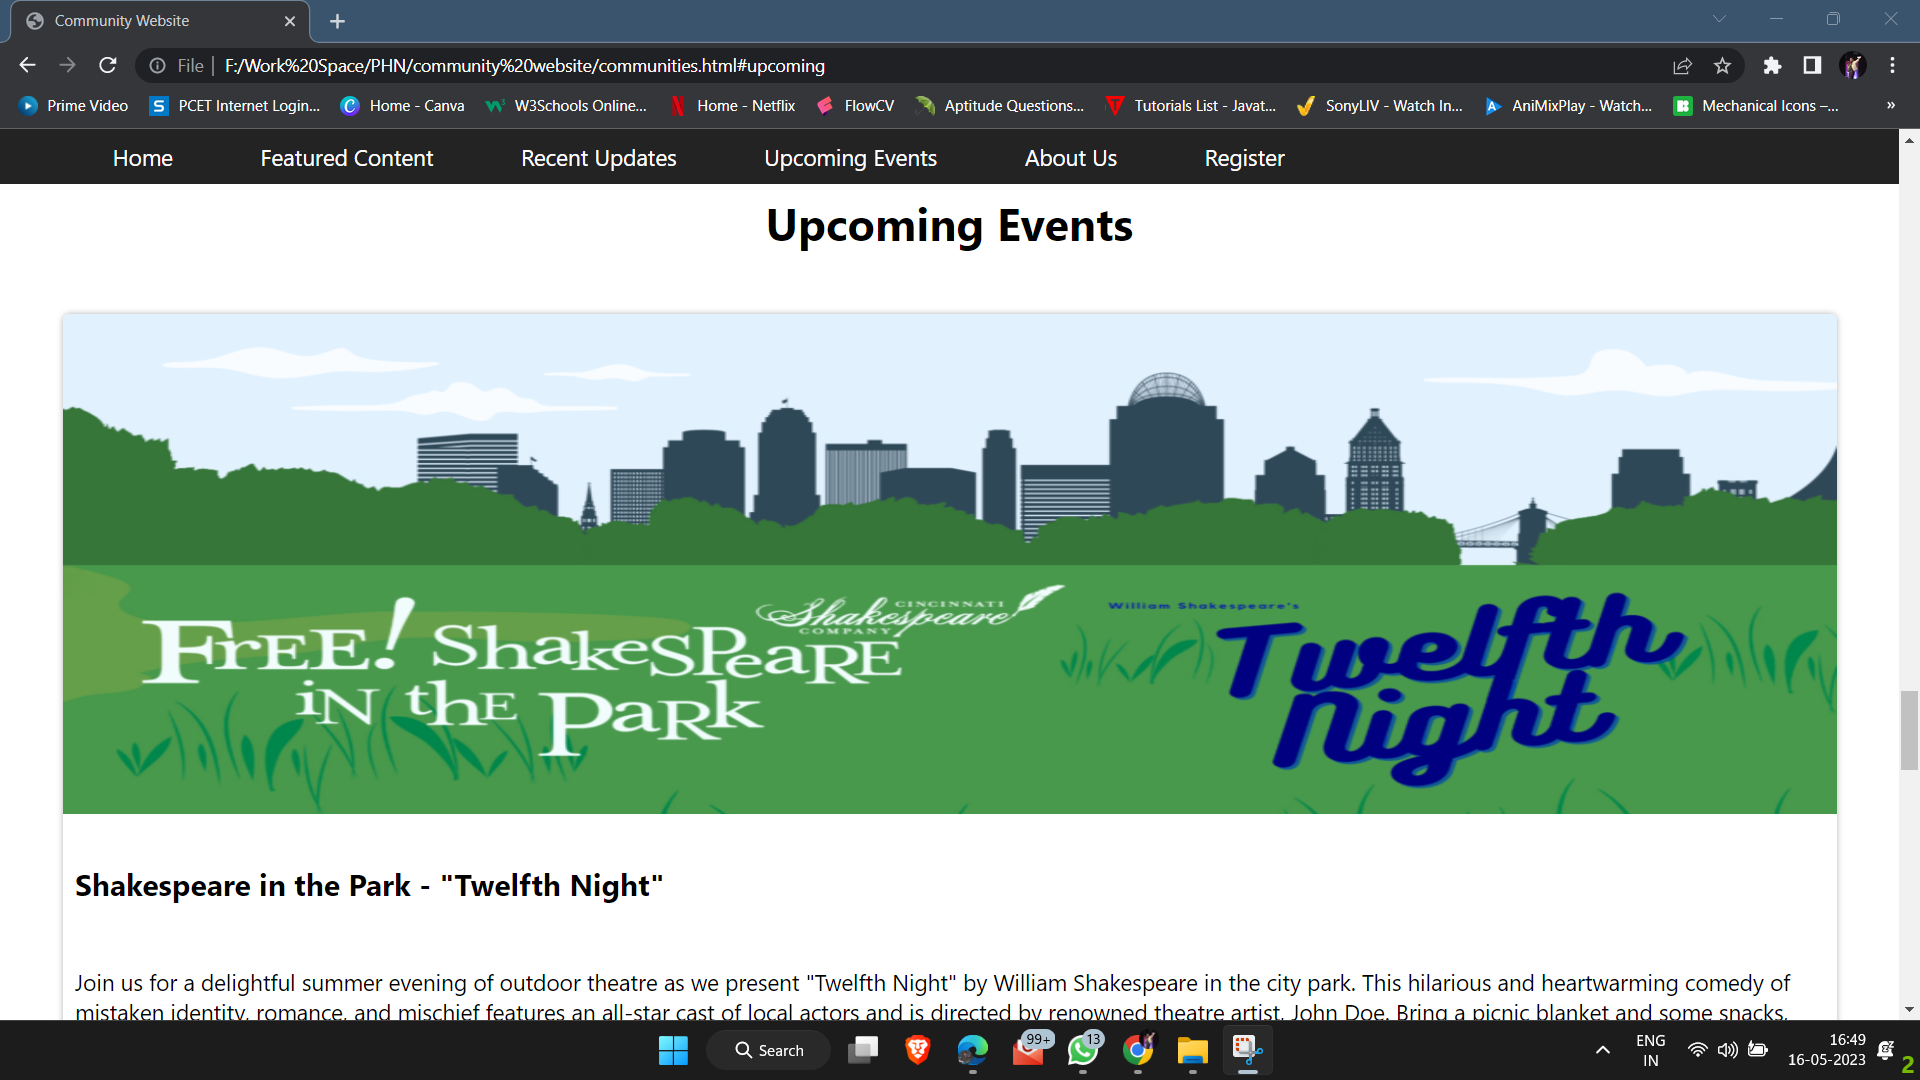 Community Website
File
F:/Work%20Space/PHN/community%20website/communities.html#upcoming
Prime Video
PCET Internet Login...
Home - Canva
W3Schools Online...
Home - Netflix
FlowCV
Aptitude Questions...
Tutorials List - Javat...
SonyLIV - Watch In...
AniMixPlay - Watch...
Mechanical Icons –...
»
Home Featured Content Recent Updates Upcoming Events About Us Register
Upcoming Events
CINCINNATI
Shakespeare
COMPANY
FrEE! ShakeSPeaRE
iN thE Park
William Shakespeare's
Twelfth
Night
Shakespeare in the Park - "Twelfth Night"
Join us for a delightful summer evening of outdoor theatre as we present "Twelfth Night" by William Shakespeare in the city park. This hilarious and heartwarming comedy of
mistaken identity, romance, and mischief features an all-star cast of local actors and is directed by renowned theatre artist, John Doe. Bring a picnic blanket and some snacks,
Search
99+
13
ENG
IN
16:49
16-05-2023
2